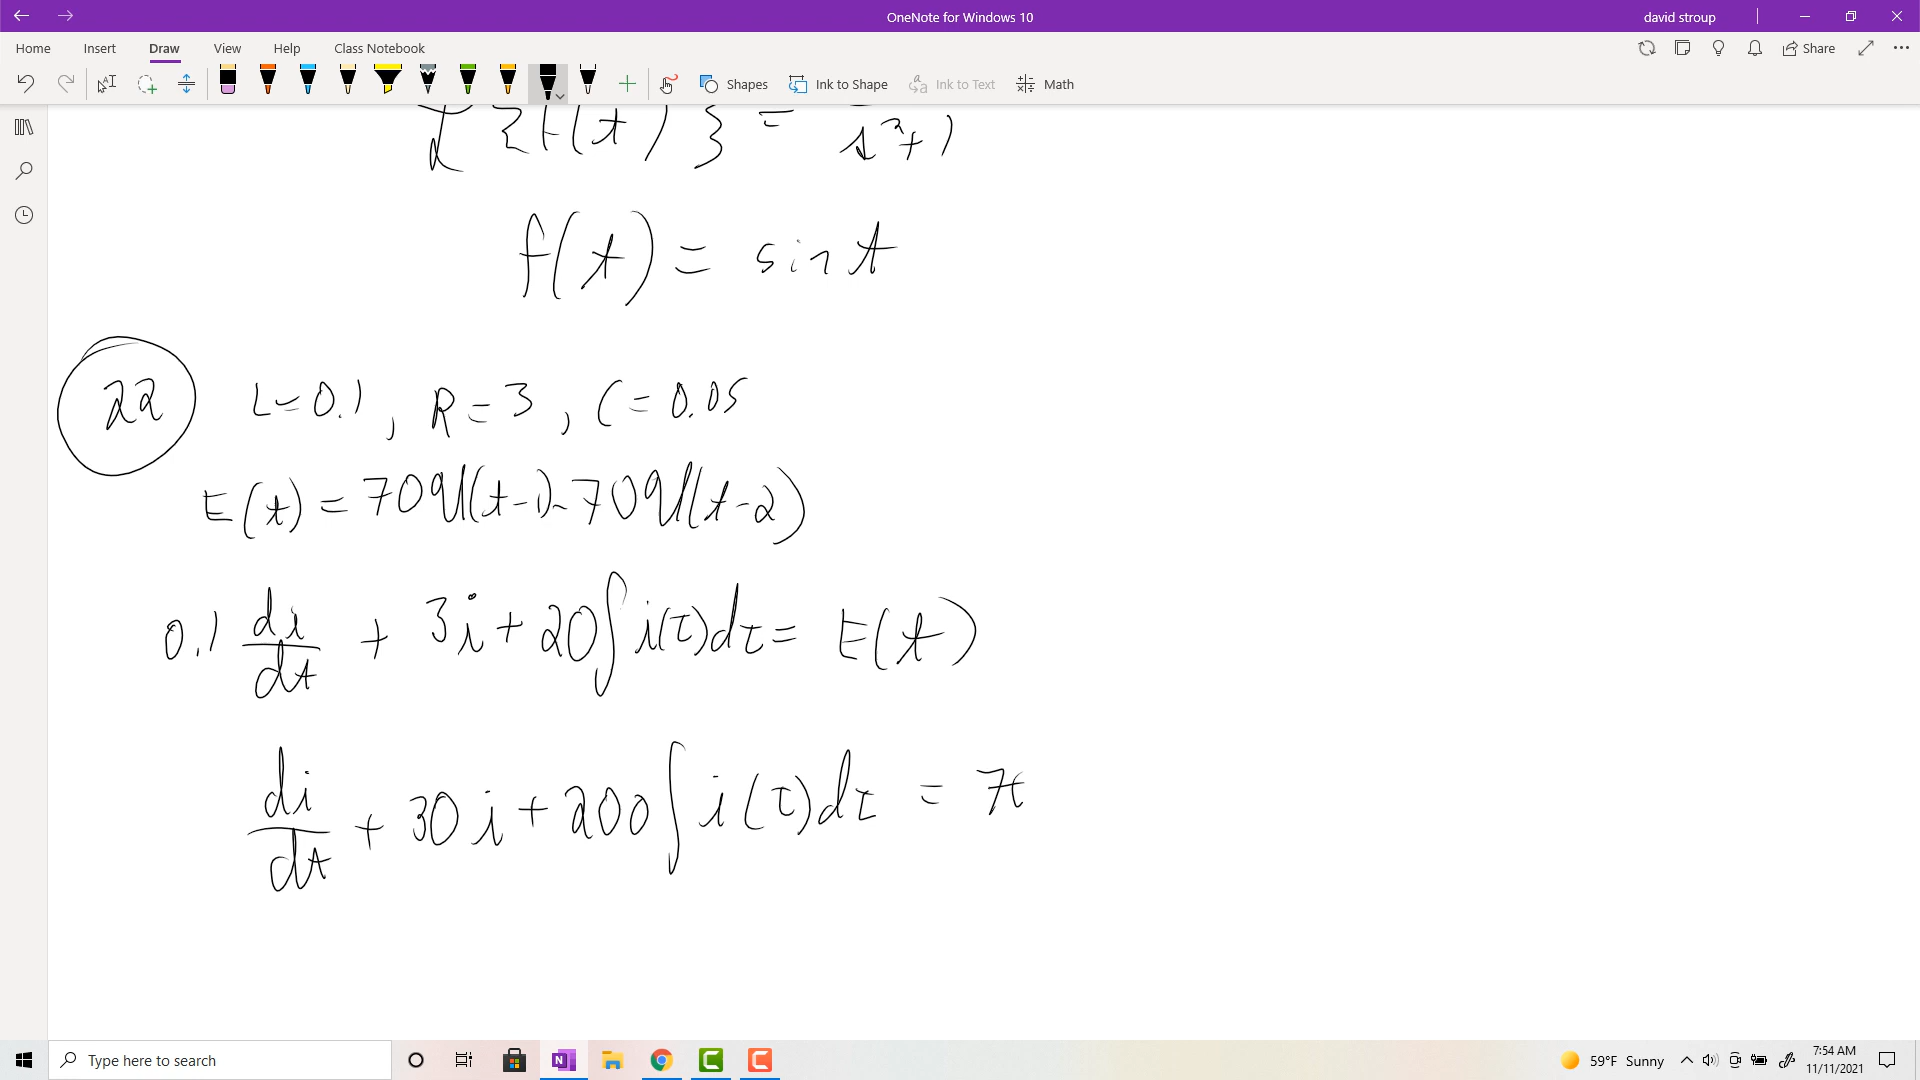 OneNote for Windows 10
david stroup
Home Insert Draw View Help Class Notebook
Share
Shapes Ink to Shape Ink to Text Math
ℒ{f(t)} = s²+1
f(t) = sin t
22 L=0.1, R=3, C=0.05
E(t) = 70𝒰(t-1)-70𝒰(t-2)
0.1 di/dt + 3i + 20∫i(τ)dτ = E(t)
di/dt + 30i + 200∫i(τ)dτ = 7
Type here to search
59°F Sunny
7:54 AM
11/11/2021